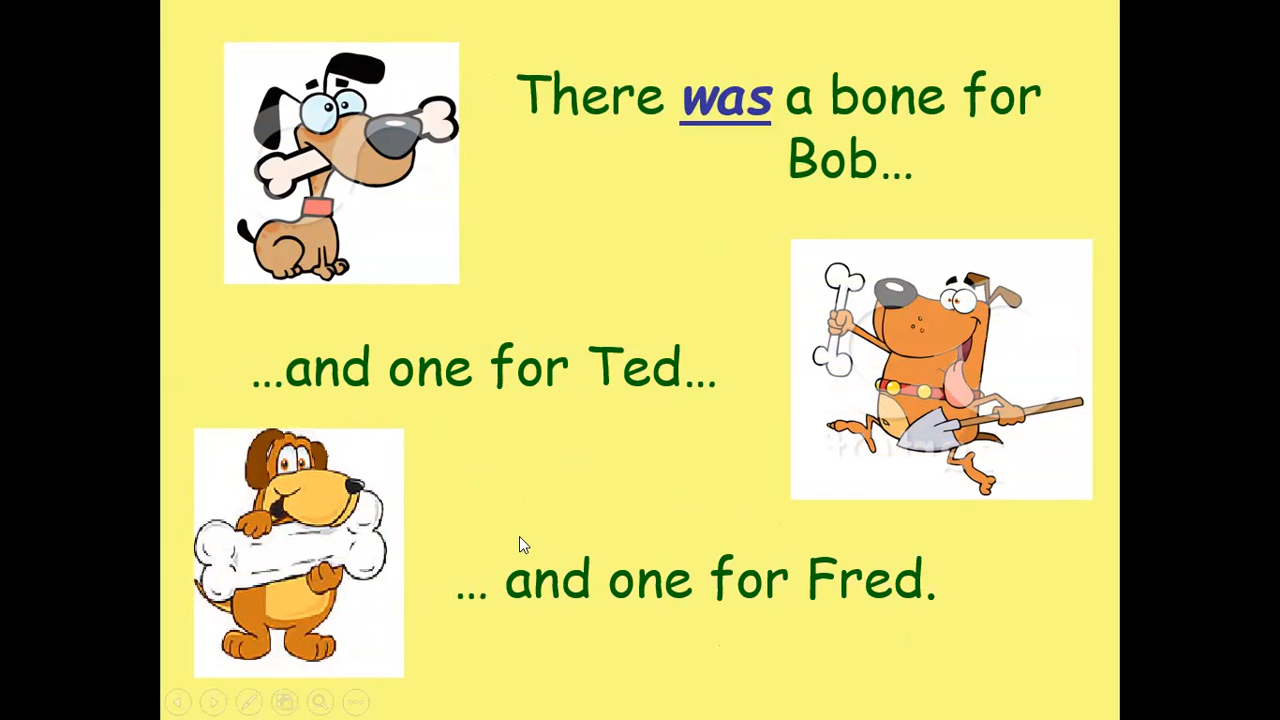 There was a bone for
Bob...
...and one for Ted...
... and one for Fred.